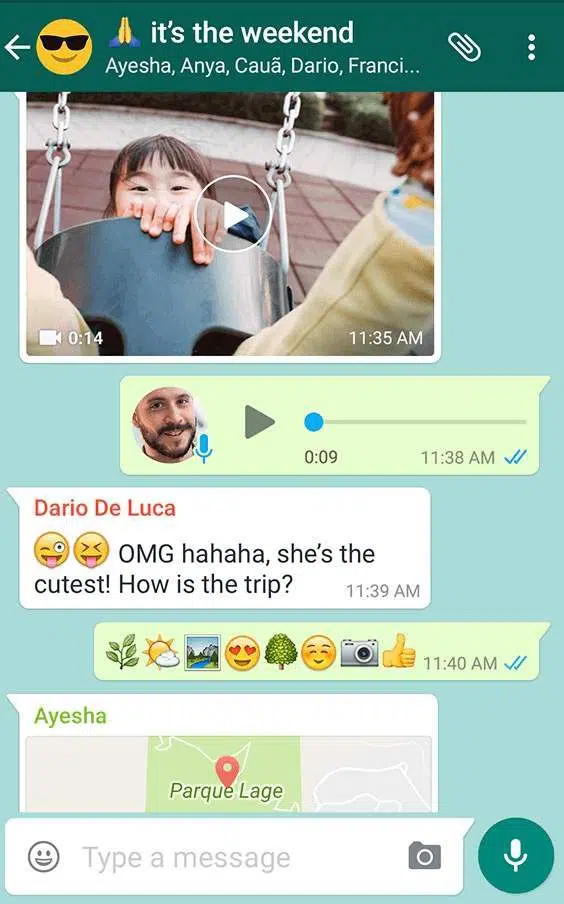 🙏 it’s the weekend
Ayesha, Anya, Cauã, Dario, Franci...
0:14
11:35 AM
0:09
11:38 AM
Dario De Luca
😜😝 OMG hahaha, she’s the
cutest! How is the trip?
11:39 AM
🌿🌤🏞😍🌳☺📷👍 11:40 AM
Ayesha
Parque Lage
Type a message